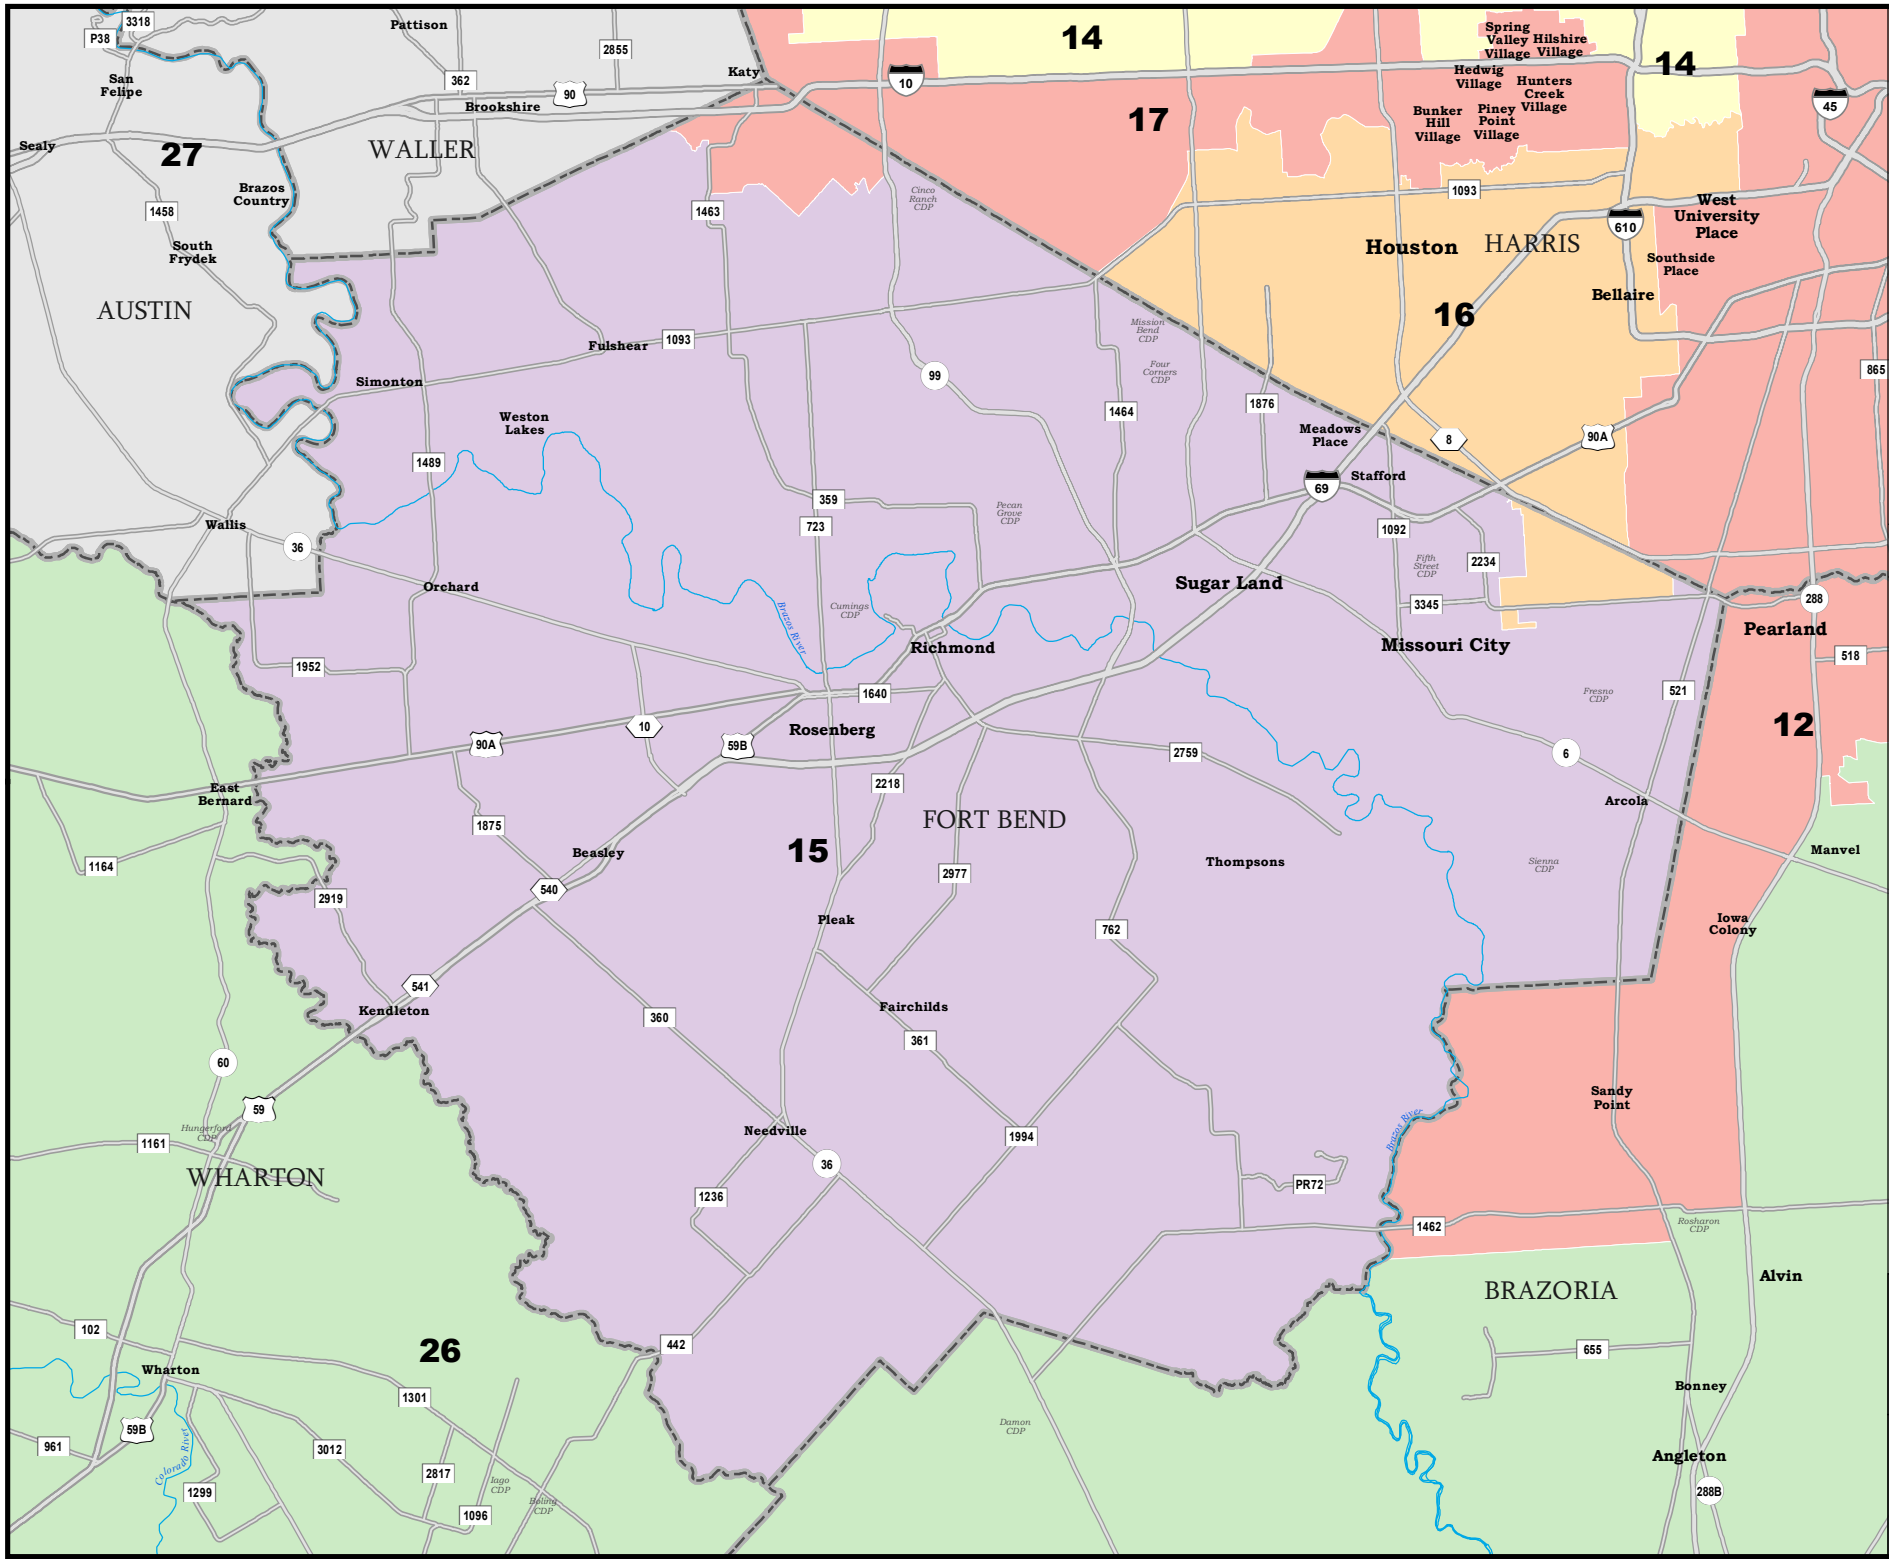 3318
P38
Pattison
2855
14
Spring
Valley
Village
Hilshire
Village
14
San
Felipe
362
90
Katy
10
Hedwig
Village
Hunters
Creek
Village
45
Brookshire
Bunker
Hill
Village
Piney
Point
Village
17
Sealy
27
WALLER
Brazos
Country
1458
1463
Cinco
Ranch
CDP
1093
West
University
Place
South
Frydek
610
Houston
HARRIS
Southside
Place
Bellaire
AUSTIN
16
Fulshear
1093
Mission
Bend
CDP
Four
Corners
CDP
99
865
Simonton
Weston
Lakes
1464
1876
Meadows
Place
8
90A
1489
Stafford
69
359
723
Pecan
Grove
CDP
Wallis
36
1092
2234
Fifth
Street
CDP
Orchard
Sugar Land
Cumings
CDP
Brazos River
3345
288
Pearland
Richmond
Missouri City
518
1952
1640
Fresno
CDP
521
10
12
Rosenberg
90A
59B
2759
6
East
Bernard
2218
Arcola
1875
FORT BEND
15
Beasley
Thompsons
Sienna
CDP
Manvel
1164
540
2977
2919
Pleak
762
Iowa
Colony
541
Kendleton
Fairchilds
360
361
60
Sandy
Point
59
Brazos River
Hungerford
CDP
1161
Needville
1994
WHARTON
36
PR72
1236
1462
Rosharon
CDP
Alvin
BRAZORIA
102
26
442
655
Wharton
1301
Bonney
59B
Damon
CDP
961
3012
Angleton
Colorado River
2817
Iago
CDP
1299
288B
Boling
CDP
1096